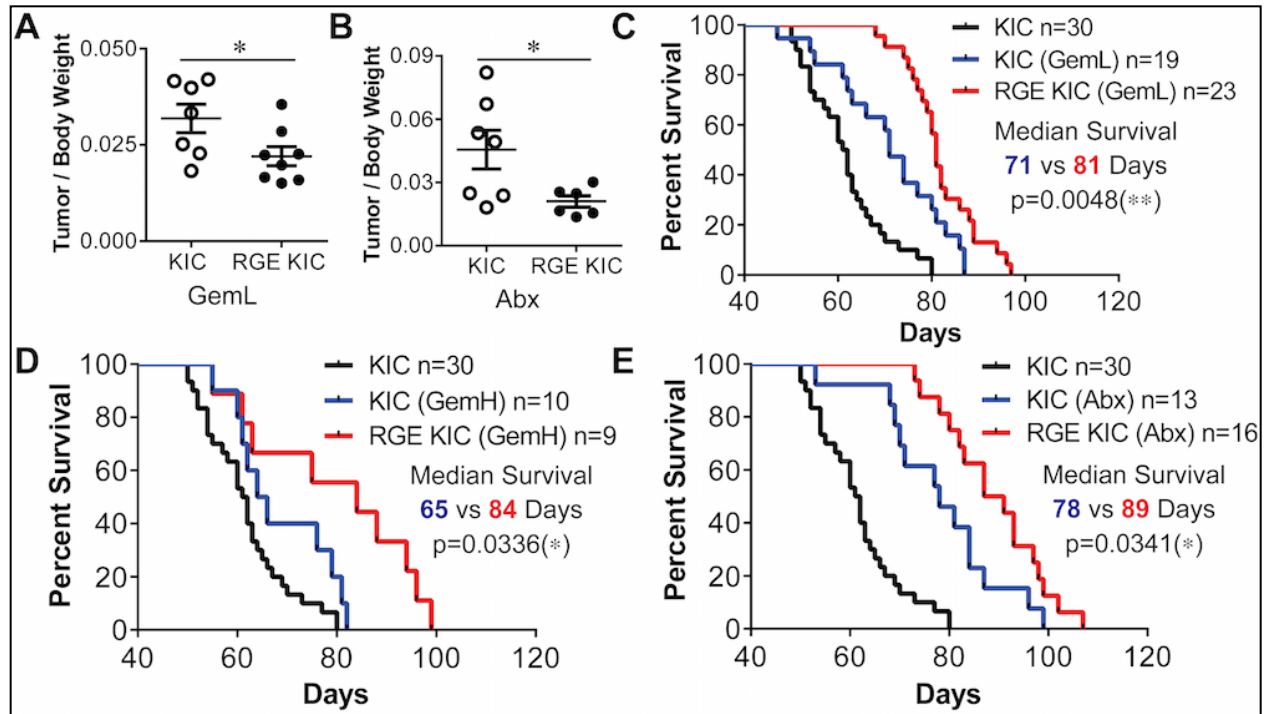 A
Tumor / Body Weight
0.050
0.025
0.000
*
KIC
RGE KIC
GemL
B
Tumor / Body Weight
0.09
0.06
0.03
0.00
*
KIC
RGE KIC
Abx
C
Percent Survival
100
80
60
40
20
0
40
60
80
100
120
Days
KIC n=30
KIC (GemL) n=19
RGE KIC (GemL) n=23
Median Survival
71 vs 81 Days
p=0.0048(**)
D
Percent Survival
100
80
60
40
20
0
40
60
80
100
120
Days
KIC n=30
KIC (GemH) n=10
RGE KIC (GemH) n=9
Median Survival
65 vs 84 Days
p=0.0336(*)
E
Percent Survival
100
80
60
40
20
0
40
60
80
100
120
Days
KIC n=30
KIC (Abx) n=13
RGE KIC (Abx) n=16
Median Survival
78 vs 89 Days
p=0.0341(*)